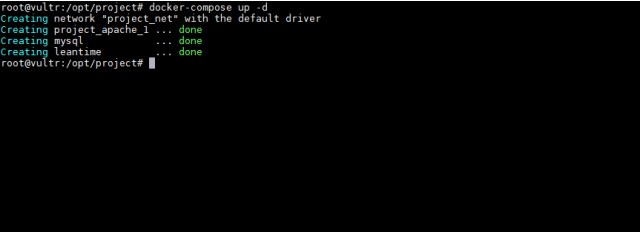 root@vultr:/opt/project# docker-compose up -d
Creating network "project_net" with the default driver
Creating project_apache_1 ... done
Creating mysql            ... done
Creating leantime         ... done
root@vultr:/opt/project#